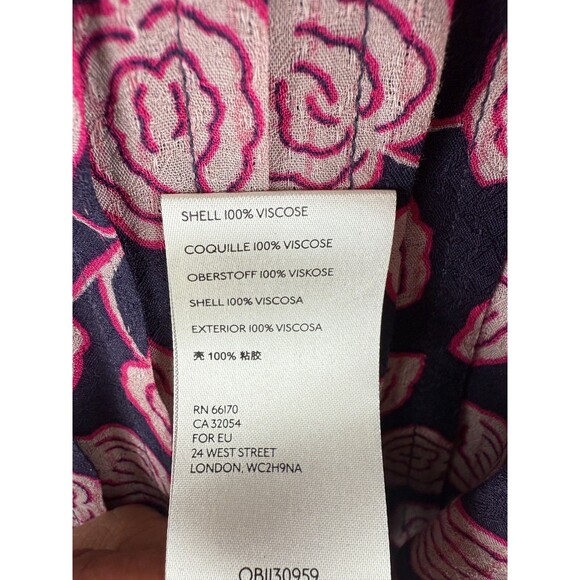 SHELL 100% VISCOSE
COQUILLE 100% VISCOSE
OBERSTOFF 100% VISKOSE
SHELL 100% VISCOSA
EXTERIOR 100% VISCOSA
壳 100% 粘胶
RN 66170
CA 32054
FOR EU
24 WEST STREET
LONDON, WC2H9NA
OB1130959